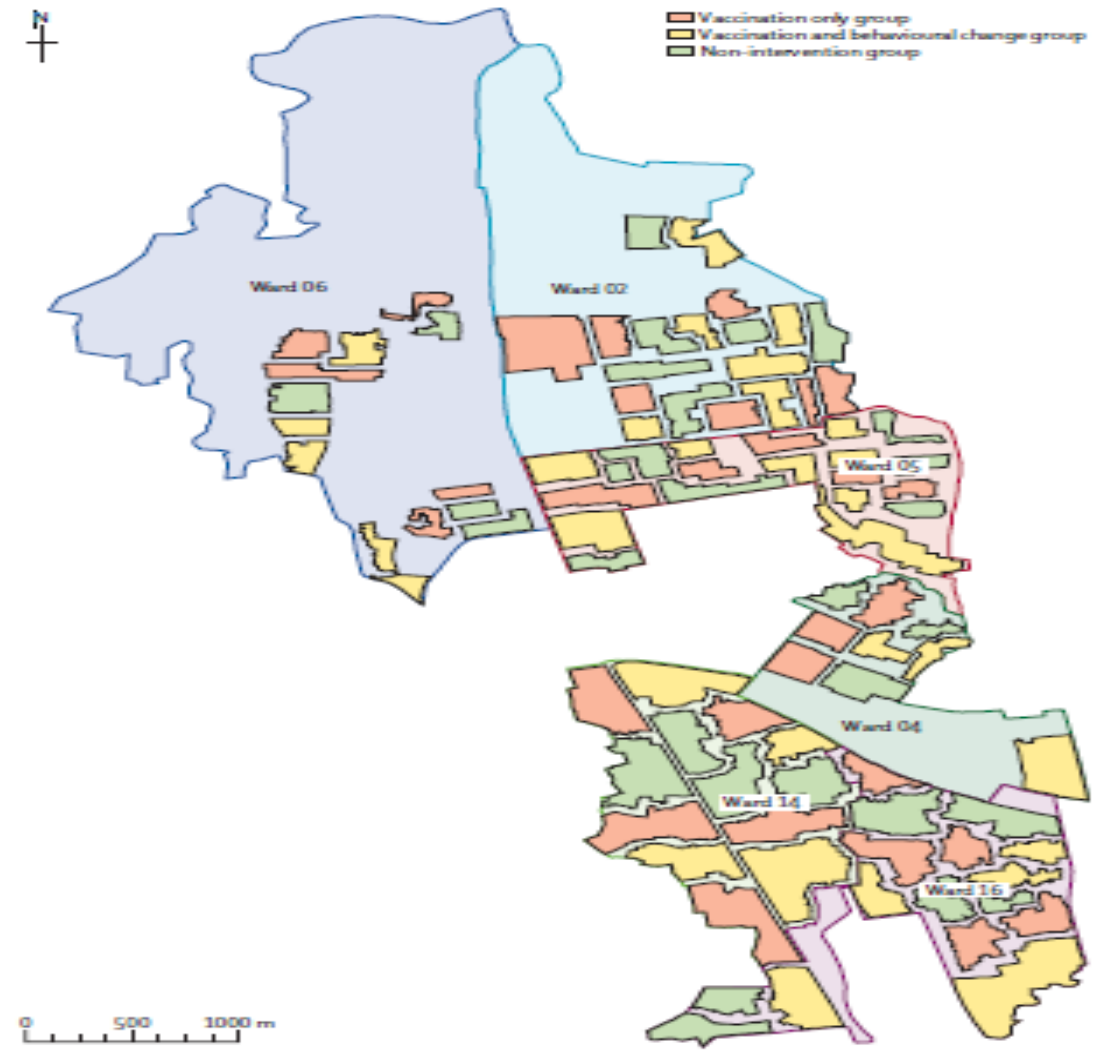 N
Vaccination only group
Vaccination and behavioural change group
Non-intervention group
Ward 06
Ward 02
Ward 05
Ward 04
Ward 14
Ward 16
0 500 1000 m